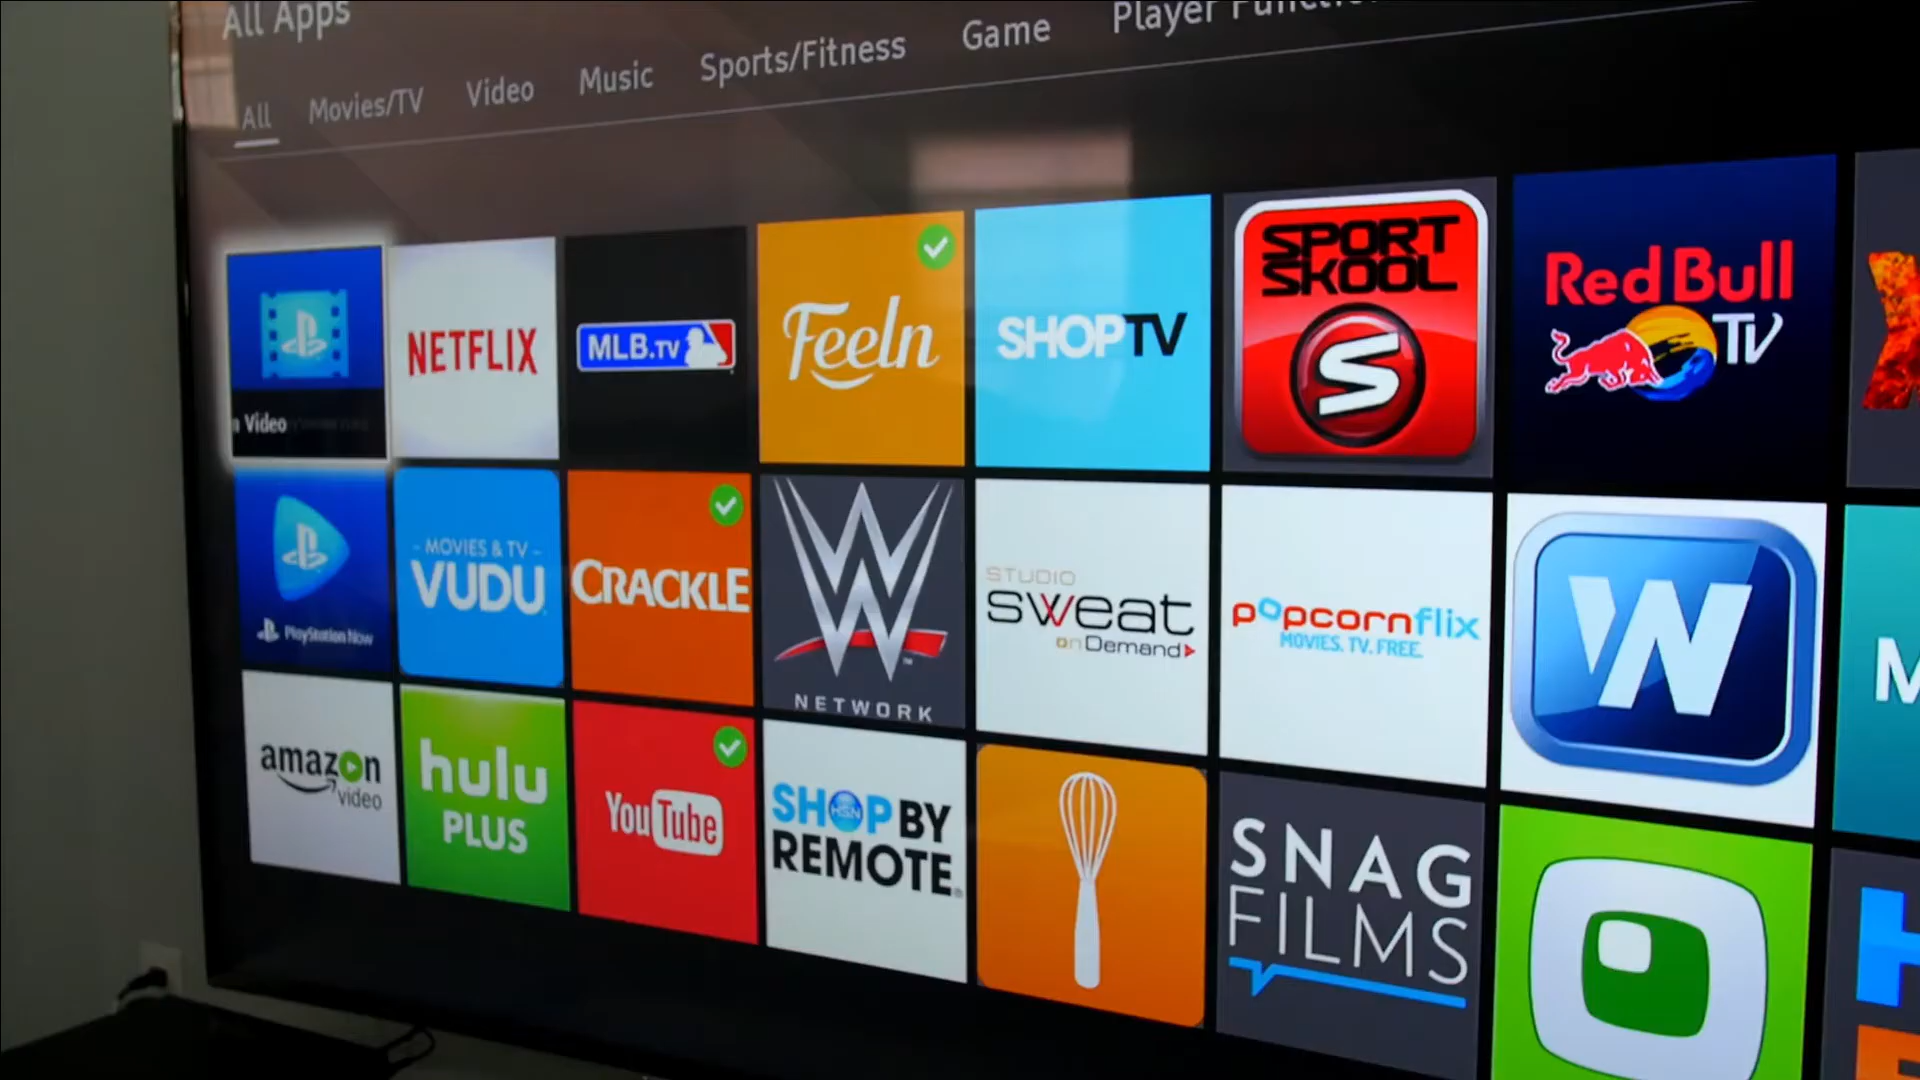 All Apps
All Movies/TV Video Music Sports/Fitness Game Player
Video
NETFLIX
MLB.TV
Feeln
SHOPTV
SPORT
SKOOL
S
Red Bull
TV
PlayStation Now
- MOVIES & TV -
VUDU
CRACKLE
W
NETWORK
STUDIO
sweat
onDemand
popcornflix
MOVIES. TV. FREE.
W
M
amazon
video
hulu
PLUS
YouTube
SHOP BY
HSN
REMOTE
SNAG
FILMS
H